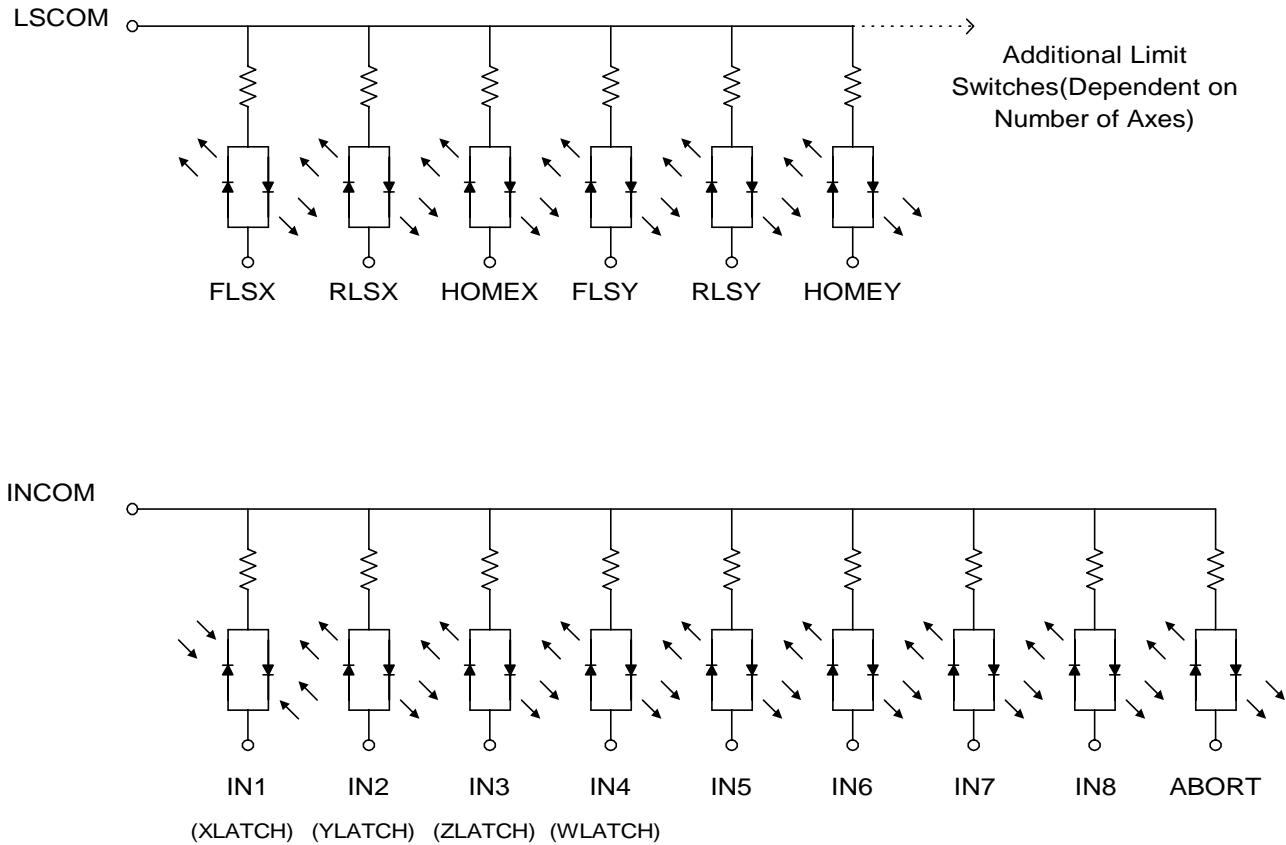 LSCOM
Additional Limit
Switches(Dependent on
Number of Axes)
FLSX RLSX HOMEX FLSY RLSY HOMEY
INCOM
IN1 IN2 IN3 IN4 IN5 IN6 IN7 IN8 ABORT
(XLATCH) (YLATCH) (ZLATCH) (WLATCH)